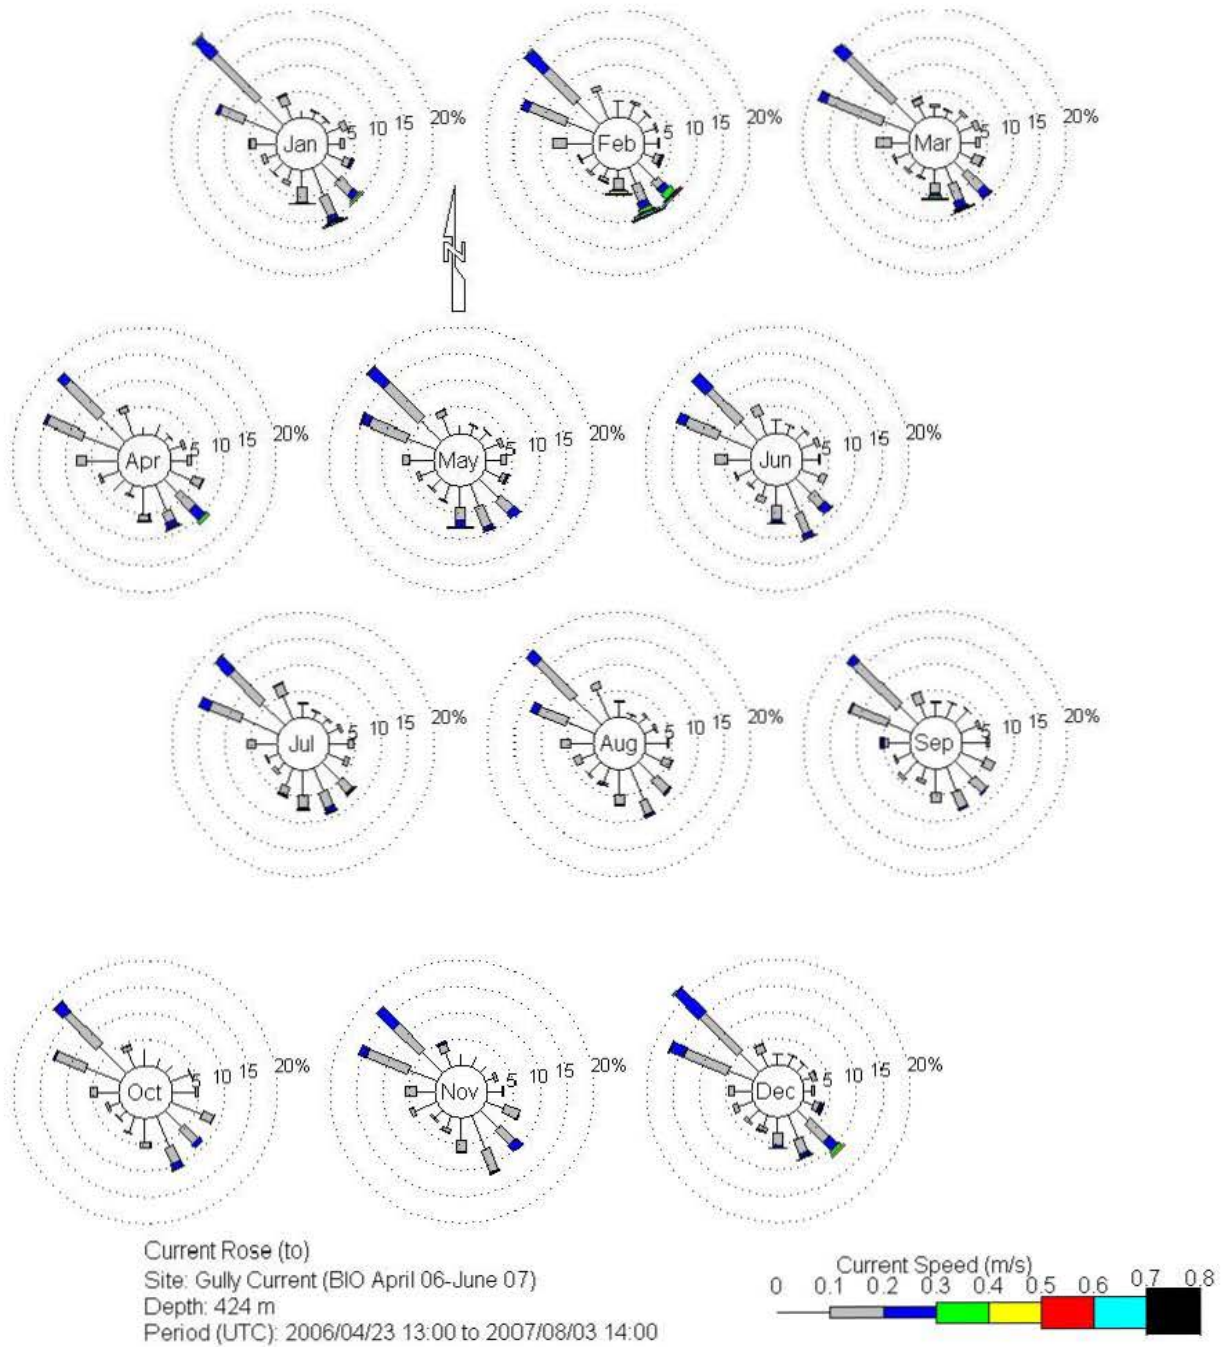 5 10 15 20%
5 10 15 20%
5 10 15 20%
Jan
Feb
Mar
N
5 10 15 20%
5 10 15 20%
5 10 15 20%
Apr
May
Jun
5 10 15 20%
5 10 15 20%
5 10 15 20%
Jul
Aug
Sep
5 10 15 20%
5 10 15 20%
5 10 15 20%
Oct
Nov
Dec
Current Rose (to)
Site: Gully Current (BIO April 06-June 07)
Depth: 424 m
Period (UTC): 2006/04/23 13:00 to 2007/08/03 14:00
Current Speed (m/s)
0 0.1 0.2 0.3 0.4 0.5 0.6 0.7 0.8